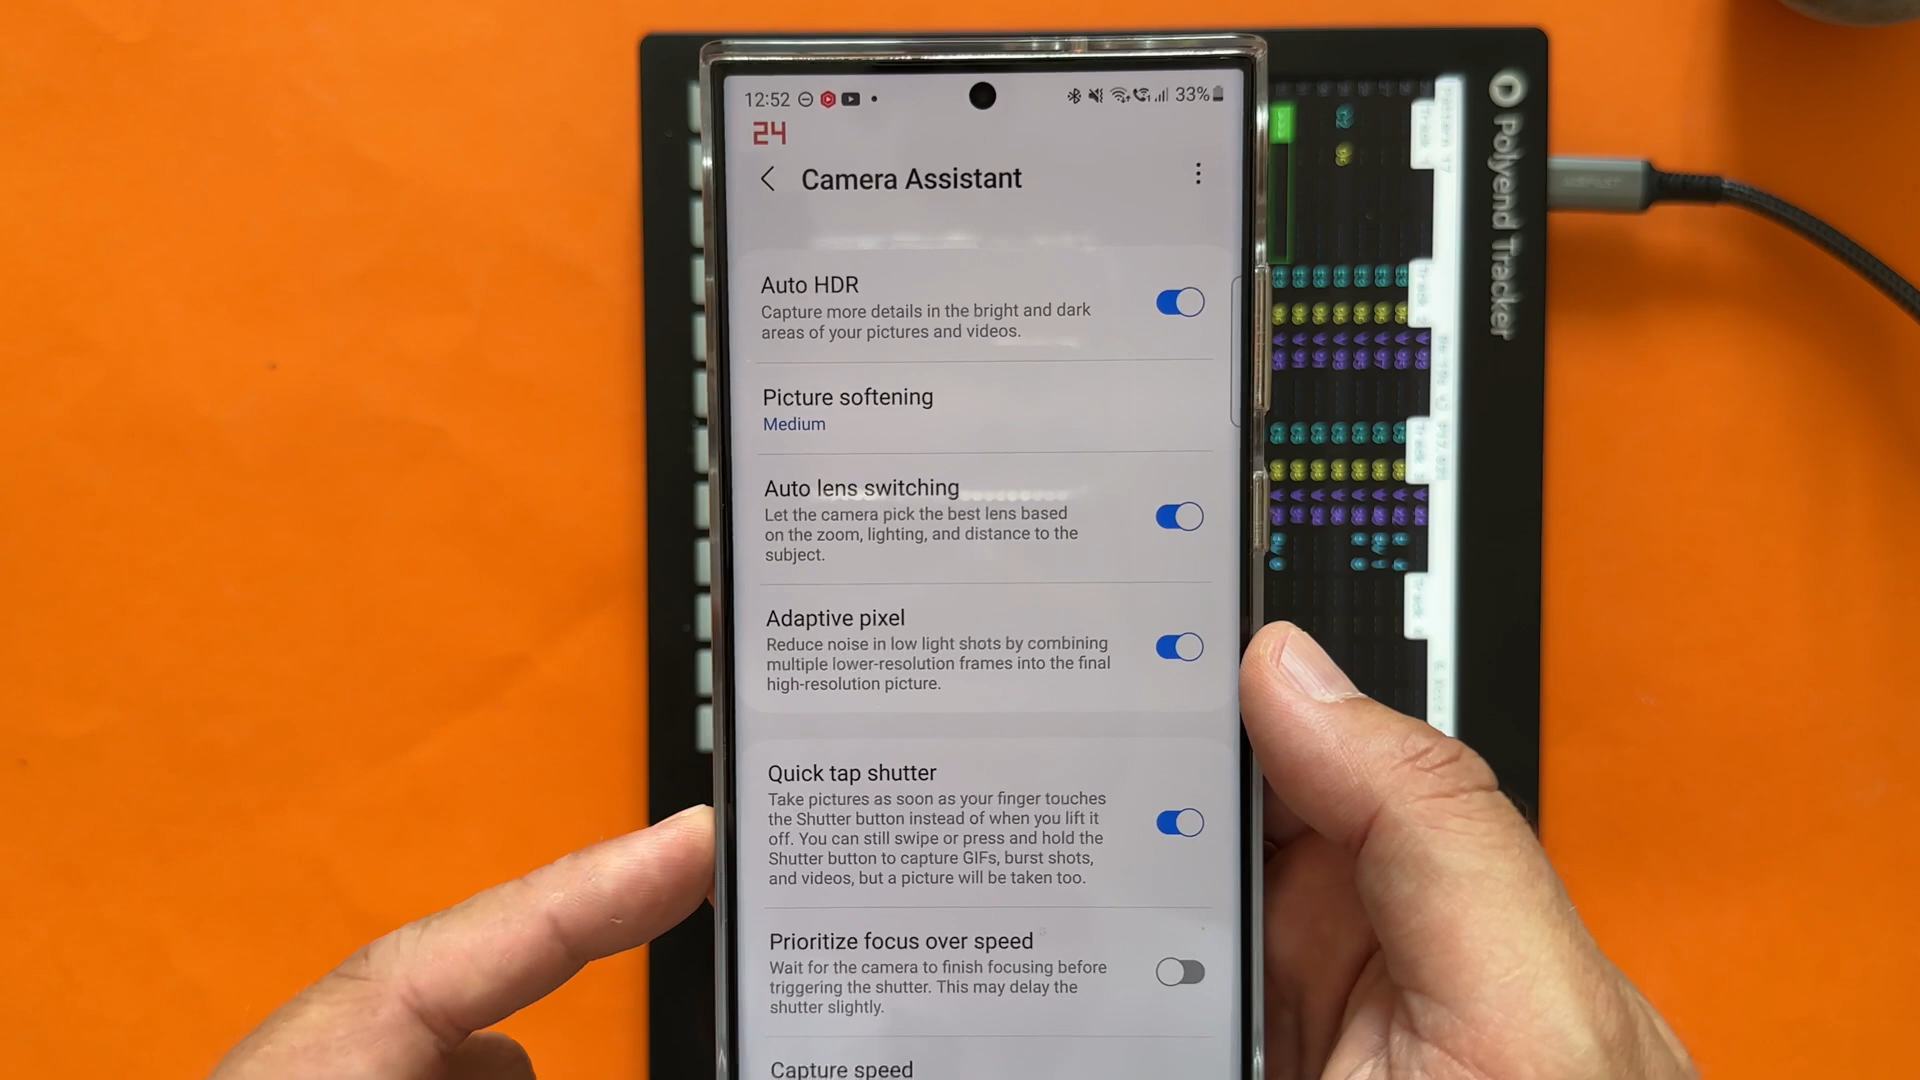 12:52
33%
24
Camera Assistant
Auto HDR
Capture more details in the bright and dark
areas of your pictures and videos.
Picture softening
Medium
Auto lens switching
Let the camera pick the best lens based
on the zoom, lighting, and distance to the
subject.
Adaptive pixel
Reduce noise in low light shots by combining
multiple lower-resolution frames into the final
high-resolution picture.
Quick tap shutter
Take pictures as soon as your finger touches
the Shutter button instead of when you lift it
off. You can still swipe or press and hold the
Shutter button to capture GIFs, burst shots,
and videos, but a picture will be taken too.
Prioritize focus over speed
Wait for the camera to finish focusing before
triggering the shutter. This may delay the
shutter slightly.
Capture speed
Polyend Tracker
Pattern 17